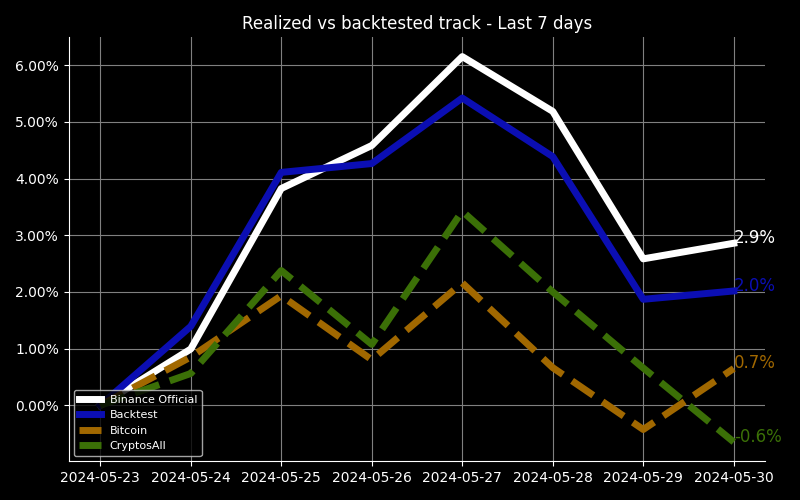 Realized vs backtested track - Last 7 days
6.00%
5.00%
4.00%
3.00%
2.00%
1.00%
0.00%
2.9%
2.0%
0.7%
-0.6%
Binance Official
Backtest
Bitcoin
CryptosAll
2024-05-23 2024-05-24 2024-05-25 2024-05-26 2024-05-27 2024-05-28 2024-05-29 2024-05-30